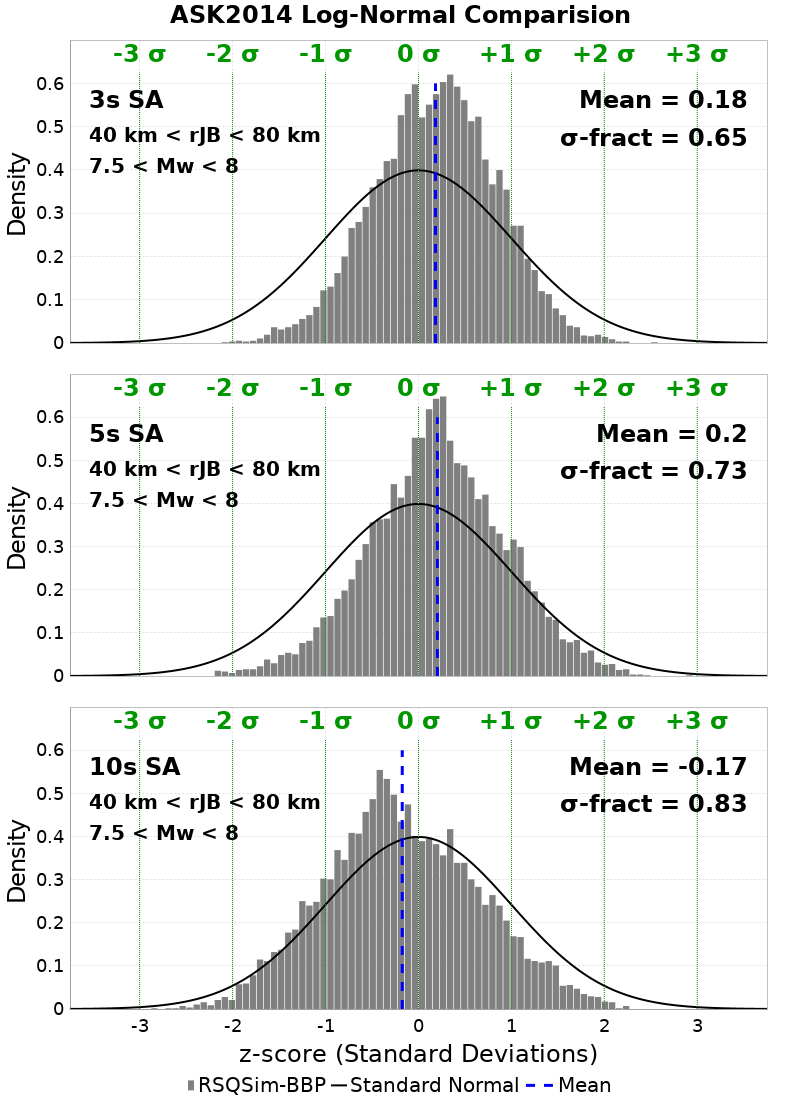 ASK2014 Log-Normal Comparision
-3 σ -2 σ -1 σ 0 σ +1 σ +2 σ +3 σ
3s SA
Mean = 0.18
40 km < rJB < 80 km
σ-fract = 0.65
7.5 < Mw < 8
Density
0.6
0.5
0.4
0.3
0.2
0.1
0
-3 σ -2 σ -1 σ 0 σ +1 σ +2 σ +3 σ
5s SA
Mean = 0.2
40 km < rJB < 80 km
σ-fract = 0.73
7.5 < Mw < 8
Density
0.6
0.5
0.4
0.3
0.2
0.1
0
-3 σ -2 σ -1 σ 0 σ +1 σ +2 σ +3 σ
10s SA
Mean = -0.17
40 km < rJB < 80 km
σ-fract = 0.83
7.5 < Mw < 8
Density
0.6
0.5
0.4
0.3
0.2
0.1
0
-3 -2 -1 0 1 2 3
z-score (Standard Deviations)
RSQSim-BBP Standard Normal Mean